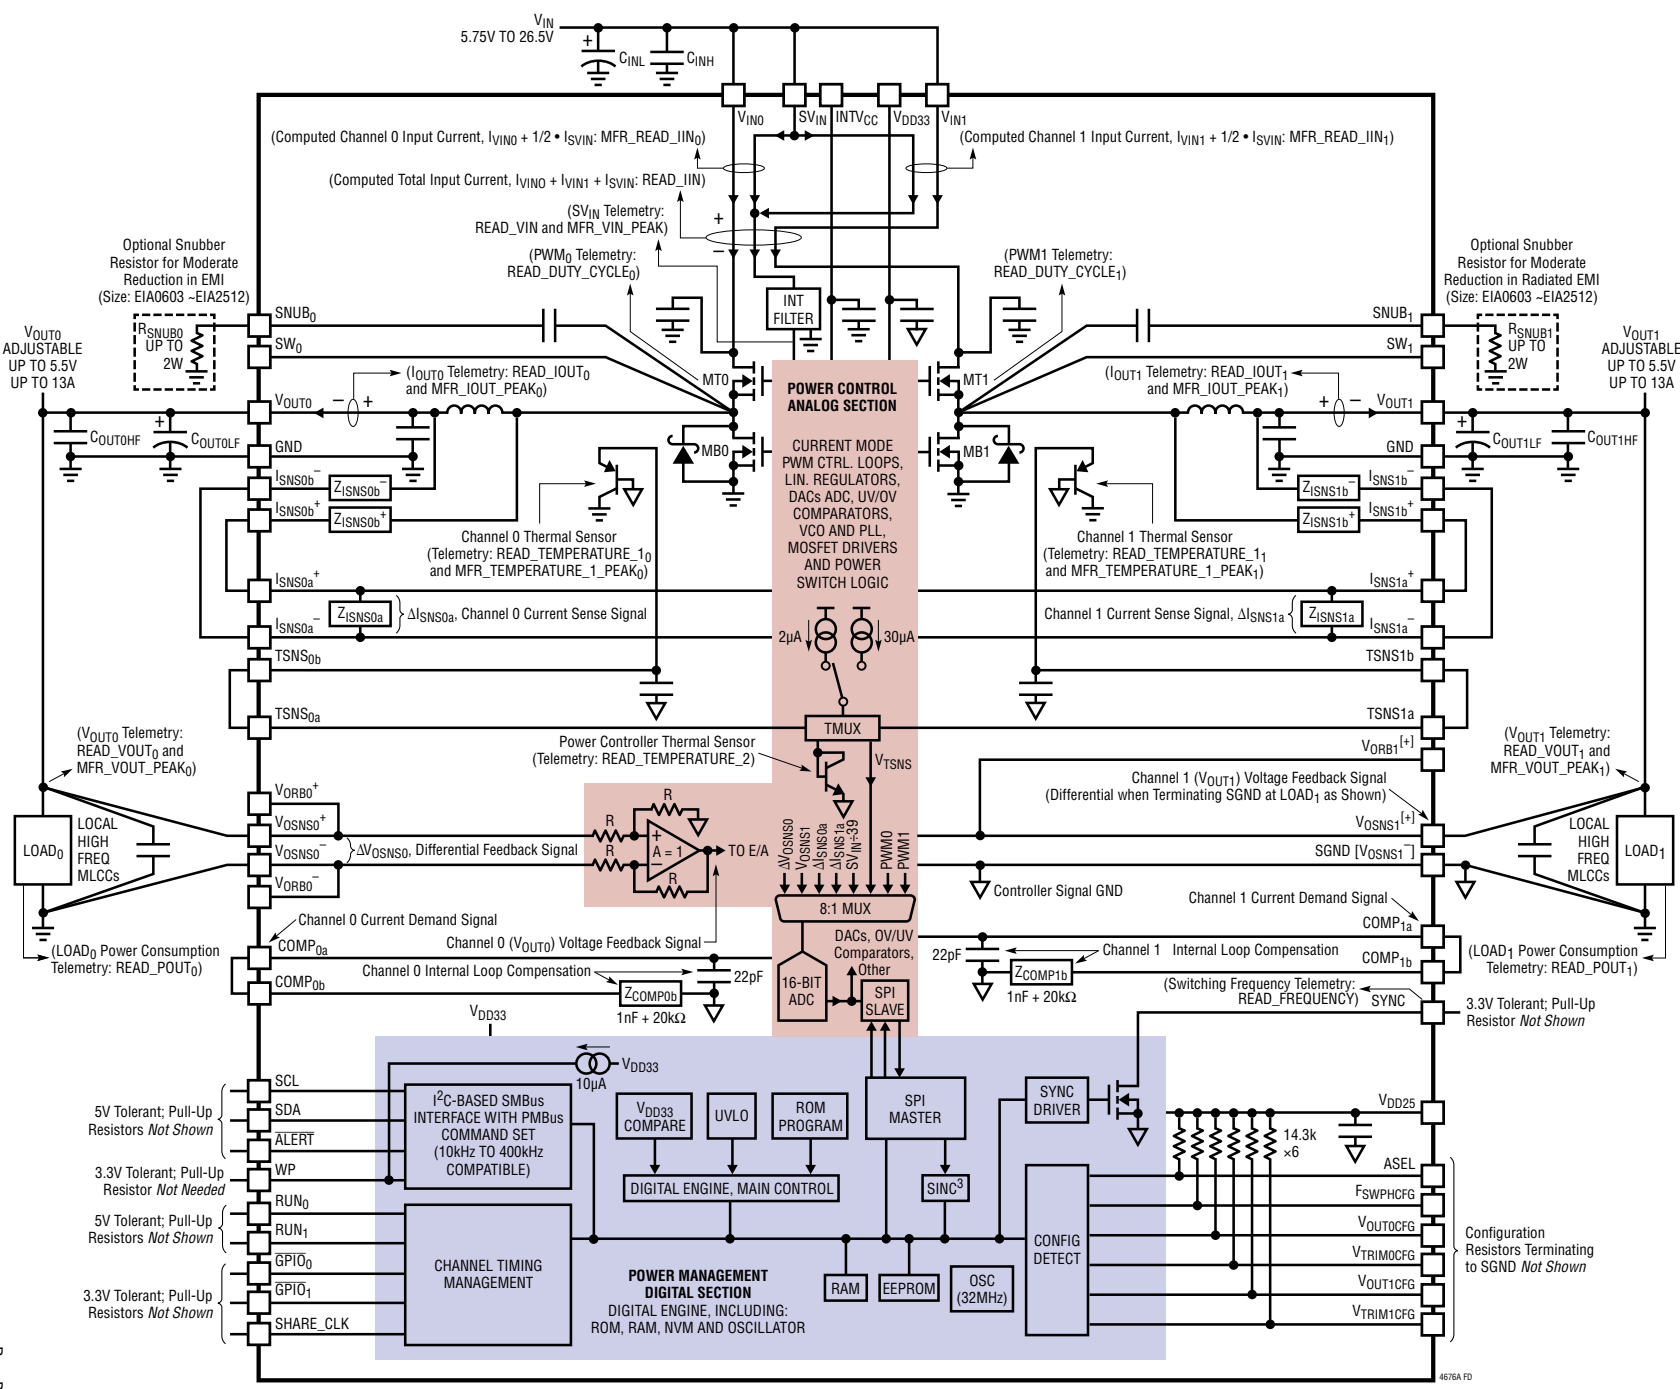 VIN
5.75V TO 26.5V
+
CINL
CINH
VIN0
SVIN
INTVCC
VDD33
VIN1
(Computed Channel 0 Input Current, IVIN0 + 1/2 • ISVIN: MFR_READ_IIN0)
(Computed Channel 1 Input Current, IVIN1 + 1/2 • ISVIN: MFR_READ_IIN1)
(Computed Total Input Current, IVIN0 + IVIN1 + ISVIN: READ_IIN)
(SVIN Telemetry:
READ_VIN and MFR_VIN_PEAK)
+
−
(PWM0 Telemetry:
READ_DUTY_CYCLE0)
(PWM1 Telemetry:
READ_DUTY_CYCLE1)
INT
FILTER
Optional Snubber
Resistor for Moderate
Reduction in EMI
(Size: EIA0603 ~EIA2512)
Optional Snubber
Resistor for Moderate
Reduction in Radiated EMI
(Size: EIA0603 ~EIA2512)
RSNUB0
UP TO
2W
RSNUB1
UP TO
2W
VOUT0
ADJUSTABLE
UP TO 5.5V
UP TO 13A
VOUT1
ADJUSTABLE
UP TO 5.5V
UP TO 13A
SNUB0
SW0
SNUB1
SW1
(IOUT0 Telemetry: READ_IOUT0
and MFR_IOUT_PEAK0)
(IOUT1 Telemetry: READ_IOUT1
and MFR_IOUT_PEAK1)
− +
+ −
VOUT0
VOUT1
COUT0HF
+
COUT0LF
+
COUT1LF
COUT1HF
GND
GND
MT0
MB0
MT1
MB1
POWER CONTROL
ANALOG SECTION
CURRENT MODE
PWM CTRL. LOOPS,
LIN. REGULATORS,
DACs ADC, UV/OV
COMPARATORS,
VCO AND PLL,
MOSFET DRIVERS
AND POWER
SWITCH LOGIC
ISNS0b−
ZISNS0b−
ISNS0b+
ZISNS0b+
ZISNS1b−
ISNS1b−
ZISNS1b+
ISNS1b+
Channel 0 Thermal Sensor
(Telemetry: READ_TEMPERATURE_10
and MFR_TEMPERATURE_1_PEAK0)
Channel 1 Thermal Sensor
(Telemetry: READ_TEMPERATURE_11
and MFR_TEMPERATURE_1_PEAK1)
ISNS0a+
ZISNS0a
ΔISNS0a, Channel 0 Current Sense Signal
ISNS0a−
ISNS1a+
Channel 1 Current Sense Signal, ΔISNS1a
ZISNS1a
ISNS1a−
2µA
30µA
TSNS0b
TSNS0a
TSNS1b
TSNS1a
TMUX
VTSNS
Power Controller Thermal Sensor
(Telemetry: READ_TEMPERATURE_2)
(VOUT0 Telemetry:
READ_VOUT0 and
MFR_VOUT_PEAK0)
(VOUT1 Telemetry:
READ_VOUT1 and
MFR_VOUT_PEAK1)
VORB1[+]
Channel 1 (VOUT1) Voltage Feedback Signal
(Differential when Terminating SGND at LOAD1 as Shown)
VORB0+
VOSNS0+
VOSNS0−
VORB0−
ΔVOSNS0, Differential Feedback Signal
R
R
R
R
+
A = 1
−
TO E/A
ΔVOSNS0
VOSNS1
ΔISNS0a
ΔISNS1a
SVIN÷39
PWM0
PWM1
8:1 MUX
VOSNS1[+]
SGND [VOSNS1−]
Controller Signal GND
LOAD0
LOCAL
HIGH
FREQ
MLCCs
LOCAL
HIGH
FREQ
MLCCs
LOAD1
(LOAD0 Power Consumption
Telemetry: READ_POUT0)
(LOAD1 Power Consumption
Telemetry: READ_POUT1)
Channel 0 Current Demand Signal
Channel 1 Current Demand Signal
COMP0a
Channel 0 (VOUT0) Voltage Feedback Signal
Channel 0 Internal Loop Compensation
22pF
COMP0b
ZCOMP0b
1nF + 20kΩ
DACs, OV/UV
Comparators,
Other
16-BIT
ADC
SPI
SLAVE
COMP1a
22pF
Channel 1 Internal Loop Compensation
COMP1b
ZCOMP1b
1nF + 20kΩ
(Switching Frequency Telemetry:
READ_FREQUENCY)
SYNC
3.3V Tolerant; Pull-Up
Resistor Not Shown
VDD33
VDD33
10µA
SCL
SDA
ALERT
WP
RUN0
RUN1
GPIO0
GPIO1
SHARE_CLK
5V Tolerant; Pull-Up
Resistors Not Shown
3.3V Tolerant; Pull-Up
Resistor Not Needed
5V Tolerant; Pull-Up
Resistors Not Shown
3.3V Tolerant; Pull-Up
Resistors Not Shown
I2C-BASED SMBus
INTERFACE WITH PMBus
COMMAND SET
(10kHz TO 400kHz
COMPATIBLE)
CHANNEL TIMING
MANAGEMENT
VDD33
COMPARE
UVLO
ROM
PROGRAM
DIGITAL ENGINE, MAIN CONTROL
SPI
MASTER
SINC3
SYNC
DRIVER
CONFIG
DETECT
RAM
EEPROM
OSC
(32MHz)
POWER MANAGEMENT
DIGITAL SECTION
DIGITAL ENGINE, INCLUDING:
ROM, RAM, NVM AND OSCILLATOR
VDD25
14.3k
×6
ASEL
FSWPHCFG
VOUT0CFG
VTRIM0CFG
VOUT1CFG
VTRIM1CFG
Configuration
Resistors Terminating
to SGND Not Shown
4676A FD